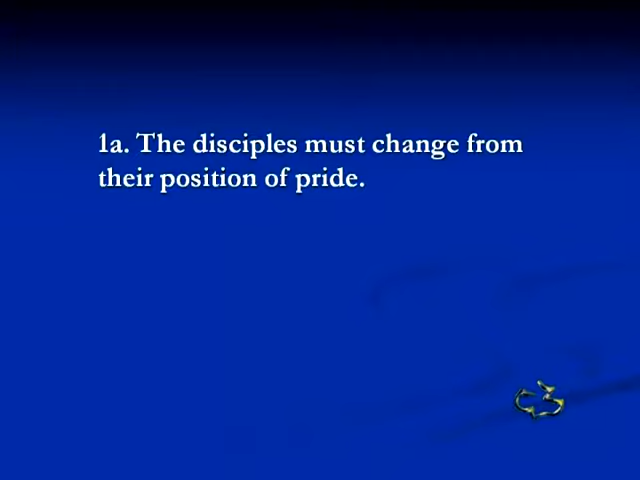 1a. The disciples must change from
their position of pride.